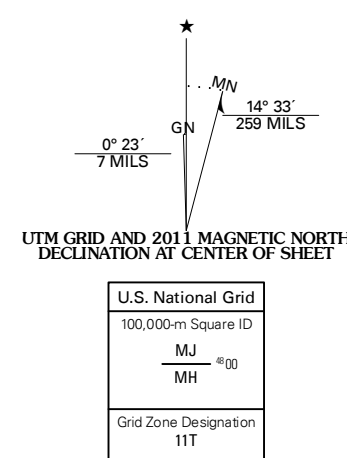 ★
MN
GN
14° 33´
259 MILS
0° 23´
7 MILS
UTM GRID AND 2011 MAGNETIC NORTH
DECLINATION AT CENTER OF SHEET
U.S. National Grid
100,000-m Square ID
MJ
4800
MH
Grid Zone Designation
11T